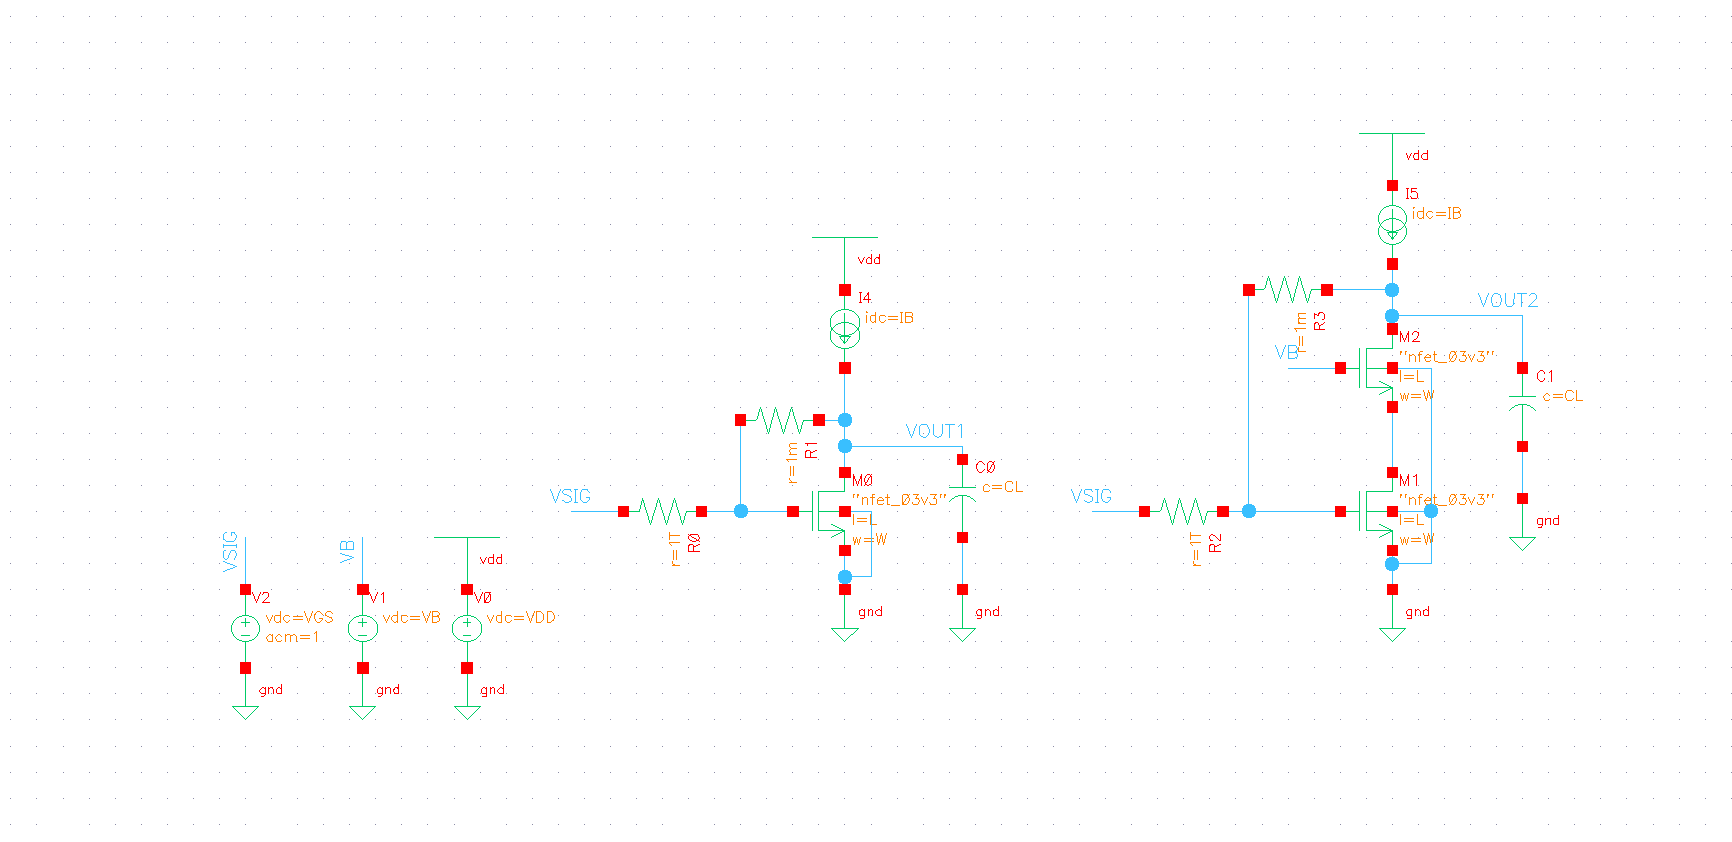 VSIG
V2
vdc=VGS
acm=1
gnd
VB
V1
vdc=VB
gnd
vdd
V0
vdc=VDD
gnd
VSIG
r=1T
R0
r=1m
R1
vdd
I4
idc=IB
VOUT1
M0
"nfet_03v3"
l=L
w=W
gnd
C0
c=CL
gnd
VSIG
r=1T
R2
r=1m
R3
VB
vdd
I5
idc=IB
VOUT2
M2
"nfet_03v3"
l=L
w=W
M1
"nfet_03v3"
l=L
w=W
gnd
C1
c=CL
gnd